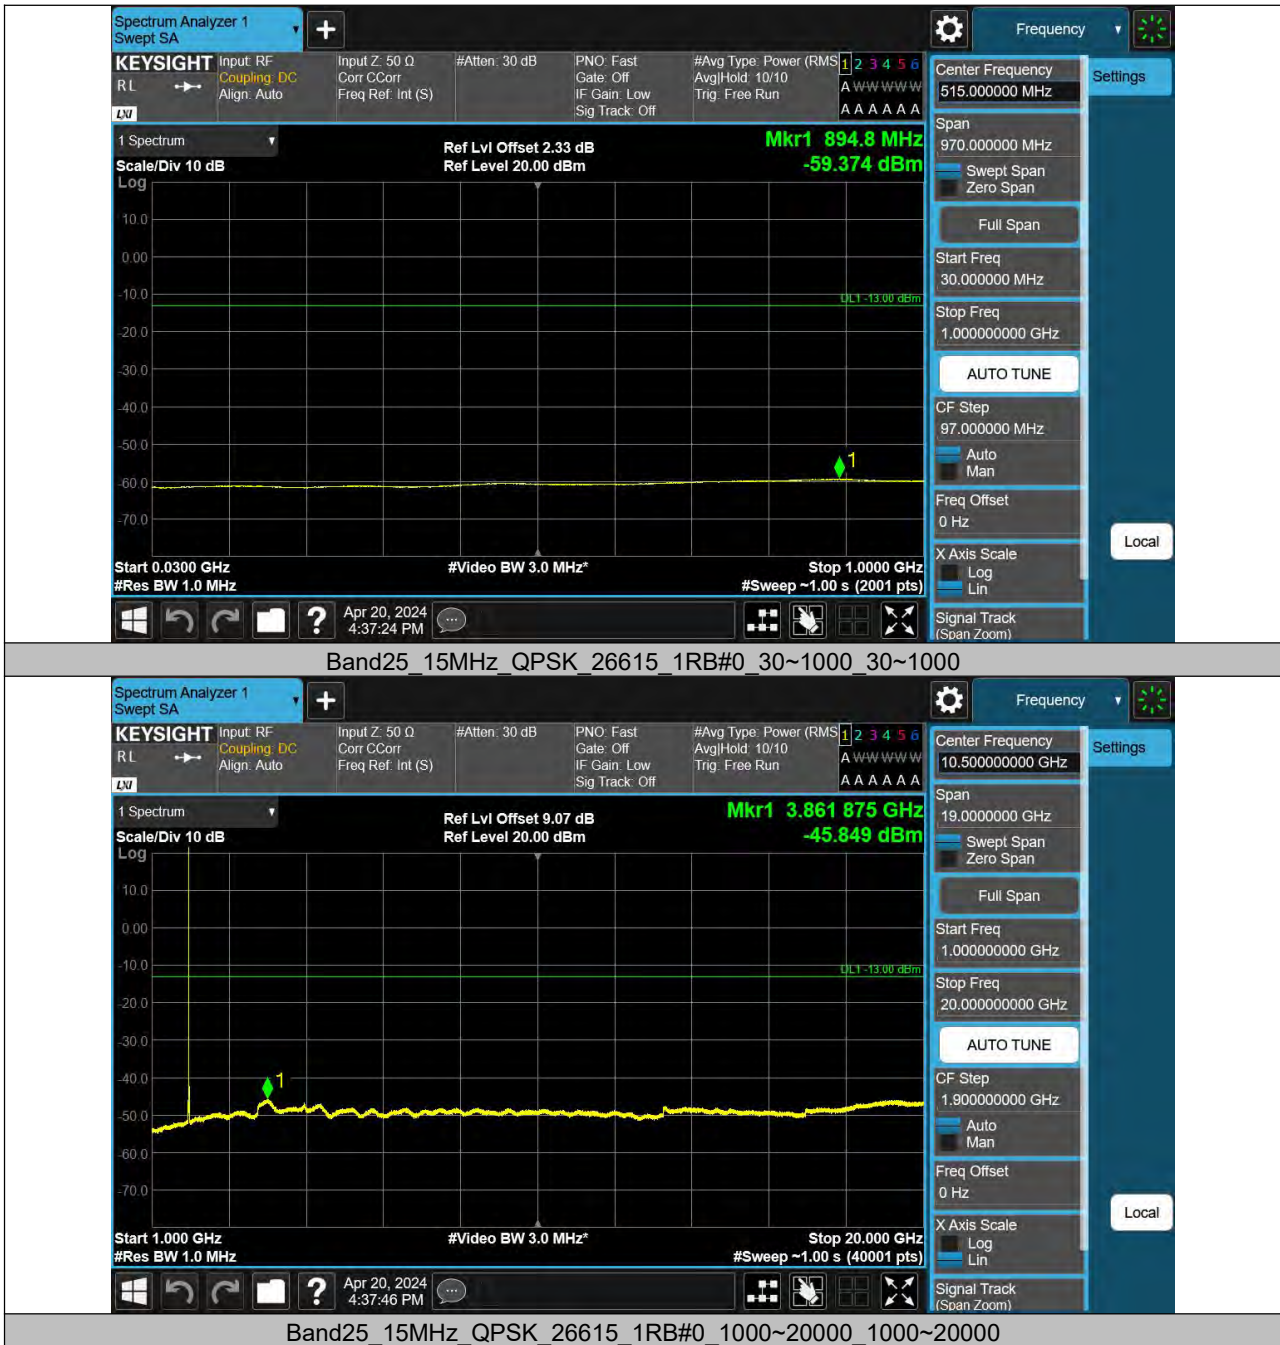 Spectrum Analyzer 1
Swept SA
Frequency
KEYSIGHT
RL
LXI
Input: RF
Coupling: DC
Align: Auto
Input Z: 50 Ω
Corr CCorr
Freq Ref: Int (S)
#Atten: 30 dB
PNO: Fast
Gate: Off
IF Gain: Low
Sig Track: Off
#Avg Type: Power (RMS
Avg|Hold: 10/10
Trig: Free Run
1 2 3 4 5 6
A W W W W W
A A A A A A
1 Spectrum
Scale/Div 10 dB
Log
Ref Lvl Offset 2.33 dB
Ref Level 20.00 dBm
Mkr1 894.8 MHz
-59.374 dBm
10.0
0.00
-10.0
DL1 -13.00 dBm
-20.0
-30.0
-40.0
-50.0
1
-60.0
-70.0
Start 0.0300 GHz
#Res BW 1.0 MHz
#Video BW 3.0 MHz*
Stop 1.0000 GHz
#Sweep ~1.00 s (2001 pts)
Apr 20, 2024
4:37:24 PM
Center Frequency
515.000000 MHz
Span
970.000000 MHz
Swept Span
Zero Span
Full Span
Start Freq
30.000000 MHz
Stop Freq
1.000000000 GHz
AUTO TUNE
CF Step
97.000000 MHz
Auto
Man
Freq Offset
0 Hz
X Axis Scale
Log
Lin
Signal Track
(Span Zoom)
Settings
Local
Band25_15MHz_QPSK_26615_1RB#0_30~1000_30~1000
Spectrum Analyzer 1
Swept SA
Frequency
KEYSIGHT
RL
LXI
Input: RF
Coupling: DC
Align: Auto
Input Z: 50 Ω
Corr CCorr
Freq Ref: Int (S)
#Atten: 30 dB
PNO: Fast
Gate: Off
IF Gain: Low
Sig Track: Off
#Avg Type: Power (RMS
Avg|Hold: 10/10
Trig: Free Run
1 2 3 4 5 6
A W W W W W
A A A A A A
1 Spectrum
Scale/Div 10 dB
Log
Ref Lvl Offset 9.07 dB
Ref Level 20.00 dBm
Mkr1 3.861 875 GHz
-45.849 dBm
10.0
0.00
-10.0
DL1 -13.00 dBm
-20.0
-30.0
-40.0
1
-50.0
-60.0
-70.0
Start 1.000 GHz
#Res BW 1.0 MHz
#Video BW 3.0 MHz*
Stop 20.000 GHz
#Sweep ~1.00 s (40001 pts)
Apr 20, 2024
4:37:46 PM
Center Frequency
10.500000000 GHz
Span
19.0000000 GHz
Swept Span
Zero Span
Full Span
Start Freq
1.000000000 GHz
Stop Freq
20.000000000 GHz
AUTO TUNE
CF Step
1.900000000 GHz
Auto
Man
Freq Offset
0 Hz
X Axis Scale
Log
Lin
Signal Track
(Span Zoom)
Settings
Local
Band25_15MHz_QPSK_26615_1RB#0_1000~20000_1000~20000